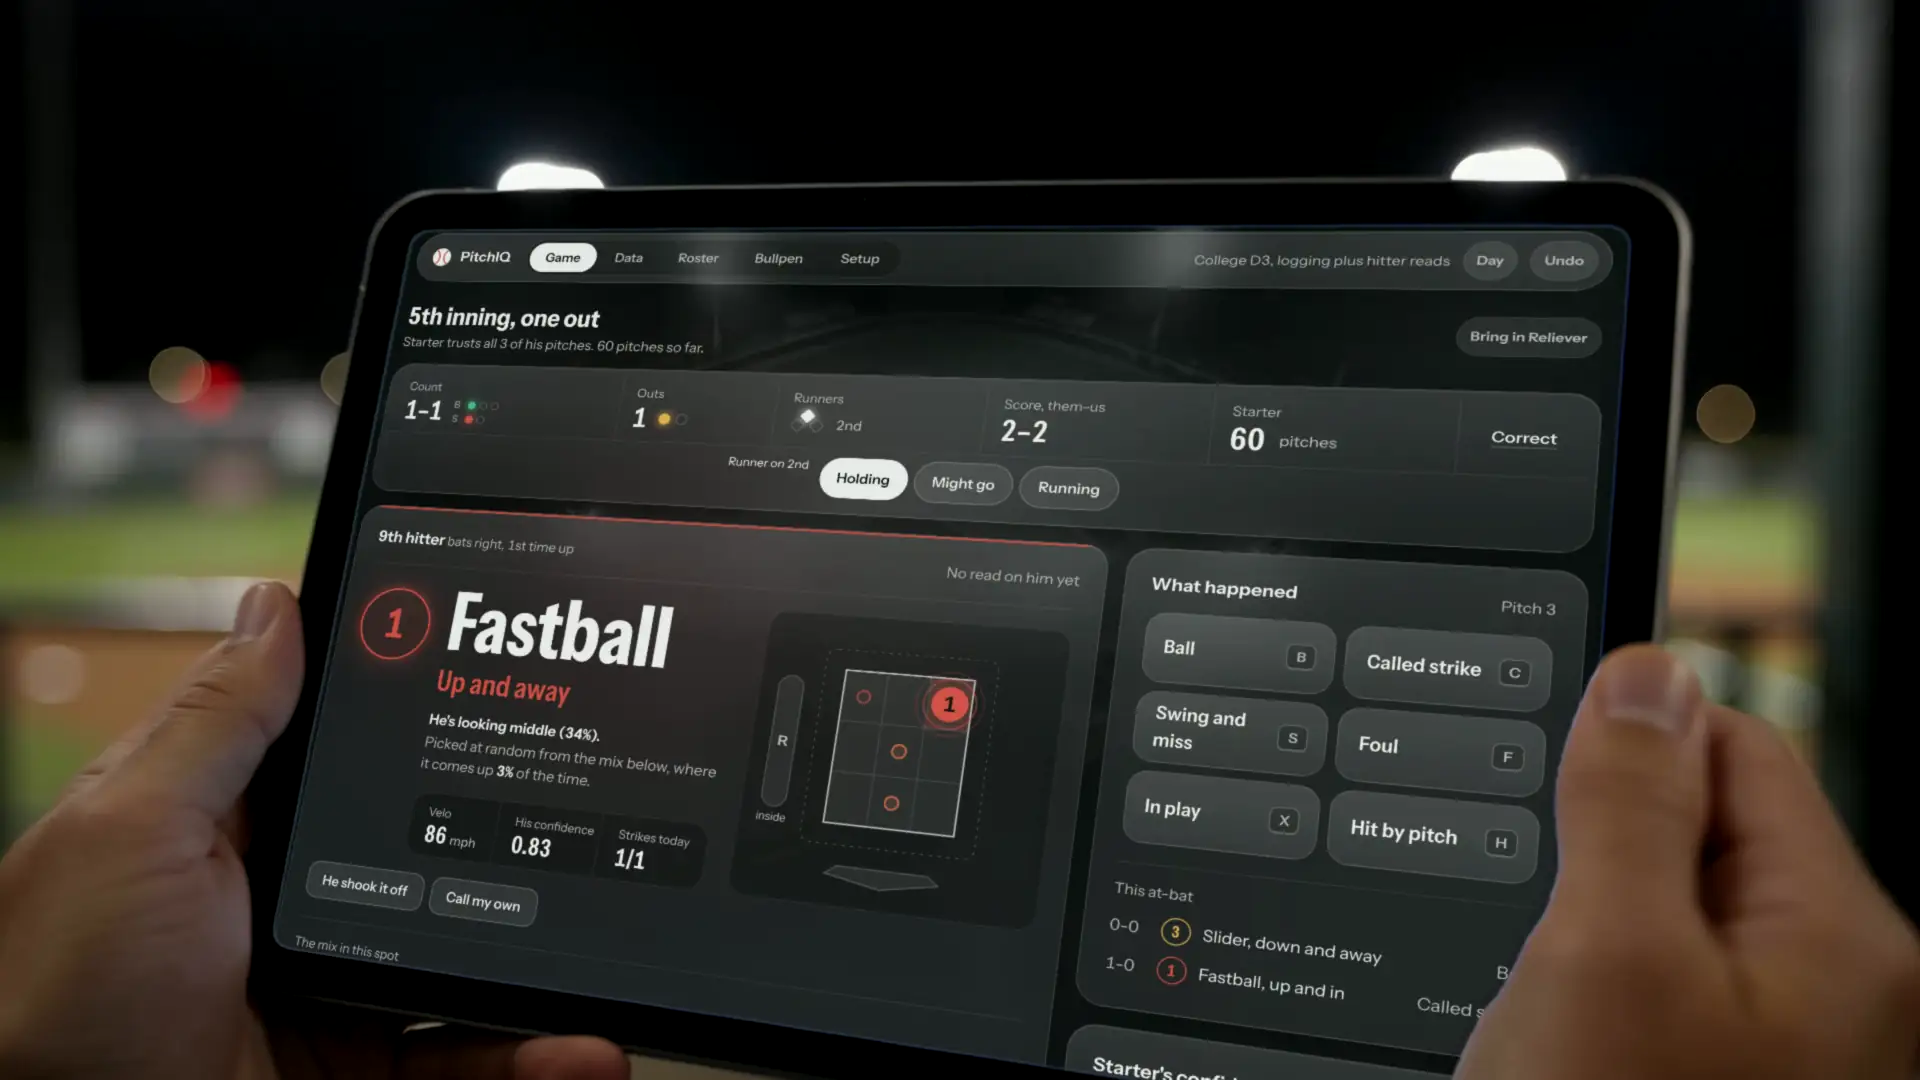 PitchIQ
Game
Data
Roster
Bullpen
Setup
College D3, logging plus hitter reads
Day
Undo
5th inning, one out
Starter trusts all 3 of his pitches. 60 pitches so far.
Bring in Reliever
Count
1-1
B
S
Outs
1
Runners
2nd
Score, them-us
2-2
Starter
60 pitches
Correct
Runner on 2nd
Holding
Might go
Running
9th hitter bats right, 1st time up
No read on him yet
1
Fastball
Up and away
He's looking middle (34%).
Picked at random from the mix below, where
it comes up 3% of the time.
Velo
86 mph
His confidence
0.83
Strikes today
1/1
He shook it off
Call my own
The mix in this spot
R
inside
1
What happened
Pitch 3
Ball B
Called strike C
Swing and
miss S
Foul F
In play X
Hit by pitch H
This at-bat
0-0 3 Slider, down and away
1-0 1 Fastball, up and in
Called
Starter's